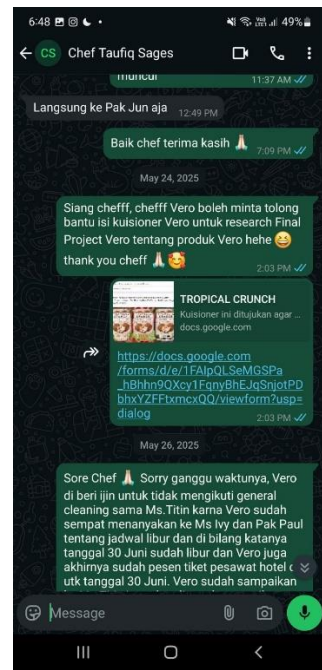 6:48
49%
CS Chef Taufiq Sages
muncul
11:37 AM
Langsung ke Pak Jun aja
12:49 PM
Baik chef terima kasih 🙏🏻
7:09 PM
May 24, 2025
Siang chefff, chefff Vero boleh minta tolong
bantu isi kuisioner Vero untuk research Final
Project Vero tentang produk Vero hehe 😆
thank you cheff 🙏🏻🥰
2:03 PM
TROPICAL CRUNCH
Kuisioner ini ditujukan agar ...
docs.google.com
https://docs.google.com
/forms/d/e/1FAIpQLSeMGSPa
_hBhhn9QXcy1FqnyBhEJqSnjotPD
bhxYZFFtxmcxQQ/viewform?usp=
dialog
2:03 PM
May 26, 2025
Sore Chef 🙏🏻 Sorry ganggu waktunya, Vero
di beri ijin untuk tidak mengikuti general
cleaning sama Ms.Titin karna Vero sudah
sempat menanyakan ke Ms Ivy dan Pak Paul
tentang jadwal libur dan di bilang katanya
tanggal 30 Juni sudah libur dan Vero juga
akhirnya sudah pesen tiket pesawat hotel
utk tanggal 30 Juni. Vero sudah sampaikan
Message